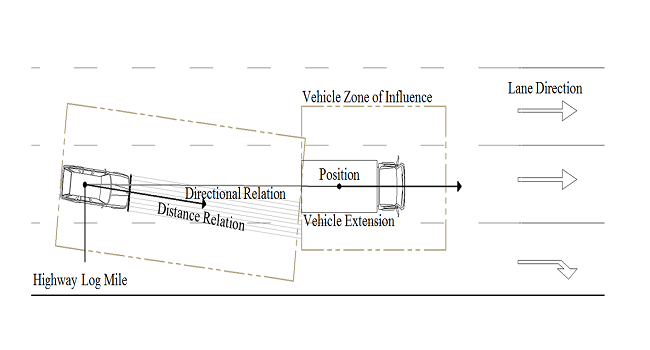 Lane Direction
Vehicle Zone of Influence
Position
Directional Relation
Distance Relation
Vehicle Extension
Highway Log Mile